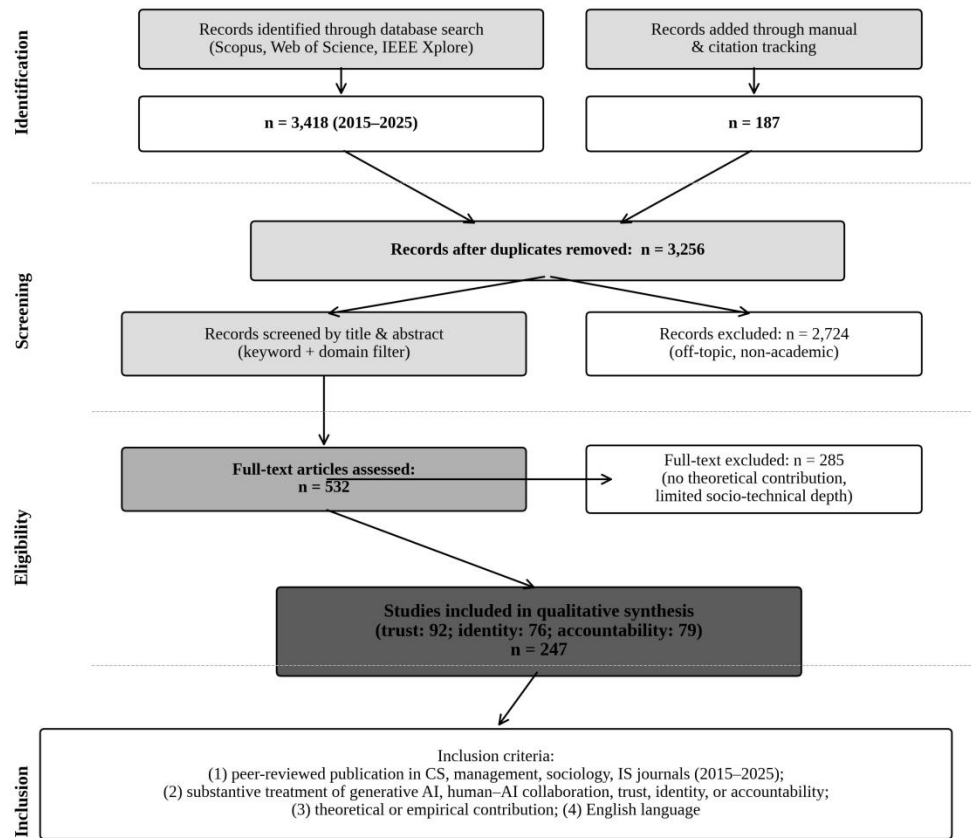 Identification
Records identified through database search
(Scopus, Web of Science, IEEE Xplore)
Records added through manual
& citation tracking
n = 3,418 (2015–2025)
n = 187
Screening
Records after duplicates removed:  n = 3,256
Records screened by title & abstract
(keyword + domain filter)
Records excluded: n = 2,724
(off-topic, non-academic)
Eligibility
Full-text articles assessed:
n = 532
Full-text excluded: n = 285
(no theoretical contribution,
limited socio-technical depth)
Studies included in qualitative synthesis
(trust: 92; identity: 76; accountability: 79)
n = 247
Inclusion
Inclusion criteria:
(1) peer-reviewed publication in CS, management, sociology, IS journals (2015–2025);
(2) substantive treatment of generative AI, human–AI collaboration, trust, identity, or accountability;
(3) theoretical or empirical contribution; (4) English language